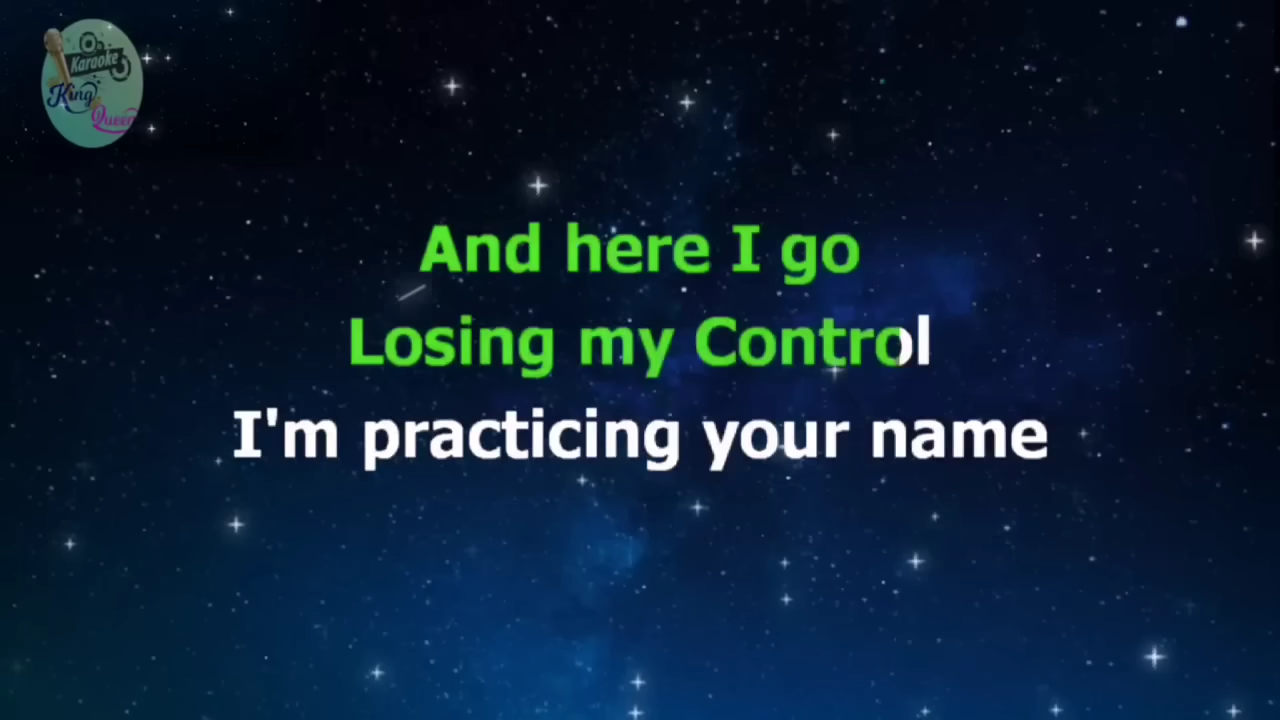 Karaoke
King
Queen
And here I go
Losing my Control
I'm practicing your name